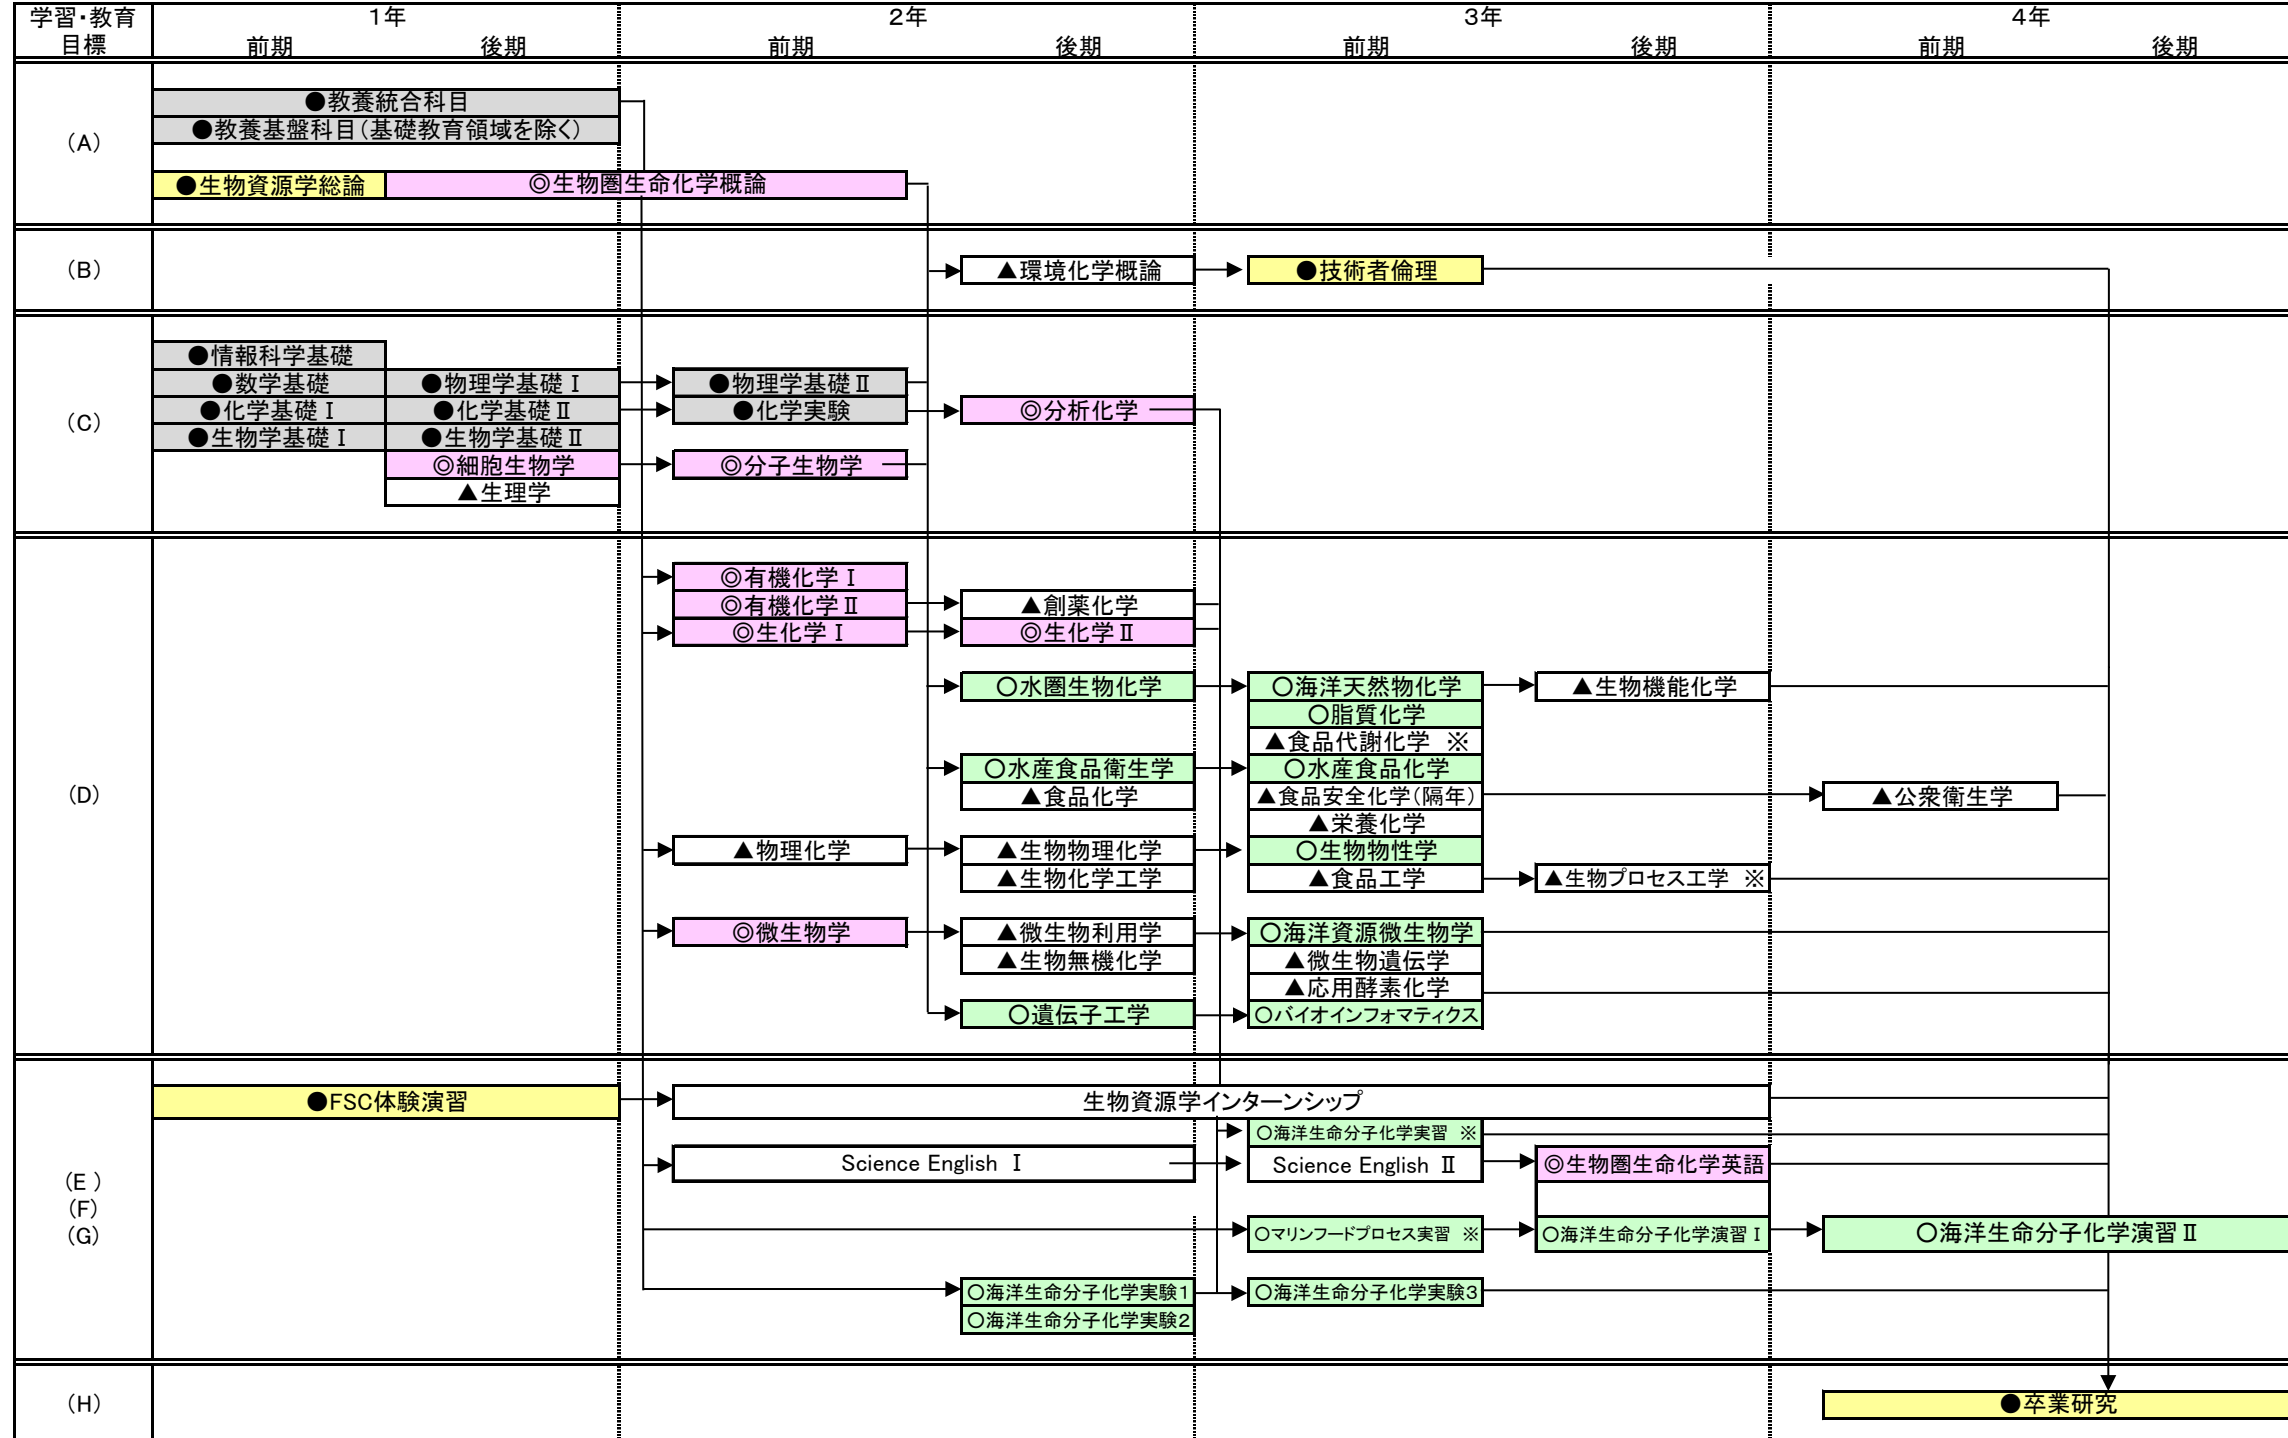 学習・教育
目標
1年
2年
3年
4年
前期
後期
前期
後期
前期
後期
前期
後期
(A)
●教養統合科目
●教養基盤科目(基礎教育領域を除く)
●生物資源学総論
◎生物圏生命化学概論
(B)
▲環境化学概論
●技術者倫理
(C)
●情報科学基礎
●数学基礎
●物理学基礎Ⅰ
●物理学基礎Ⅱ
●化学基礎Ⅰ
●化学基礎Ⅱ
●化学実験
◎分析化学
●生物学基礎Ⅰ
●生物学基礎Ⅱ
◎細胞生物学
◎分子生物学
▲生理学
(D)
◎有機化学Ⅰ
◎有機化学Ⅱ
▲創薬化学
◎生化学Ⅰ
◎生化学Ⅱ
○水圏生物化学
○海洋天然物化学
▲生物機能化学
○脂質化学
▲食品代謝化学 ※
○水産食品衛生学
○水産食品化学
▲食品化学
▲食品安全化学(隔年)
▲公衆衛生学
▲栄養化学
▲物理化学
▲生物物理化学
○生物物性学
▲生物化学工学
▲食品工学
▲生物プロセス工学 ※
◎微生物学
▲微生物利用学
○海洋資源微生物学
▲生物無機化学
▲微生物遺伝学
▲応用酵素化学
○遺伝子工学
○バイオインフォマティクス
(E)
(F)
(G)
●FSC体験演習
生物資源学インターンシップ
○海洋生命分子化学実習 ※
Science English Ⅰ
Science English Ⅱ
◎生物圏生命化学英語
○マリンフードプロセス実習 ※
○海洋生命分子化学演習Ⅰ
○海洋生命分子化学演習Ⅱ
○海洋生命分子化学実験1
○海洋生命分子化学実験3
○海洋生命分子化学実験2
(H)
●卒業研究